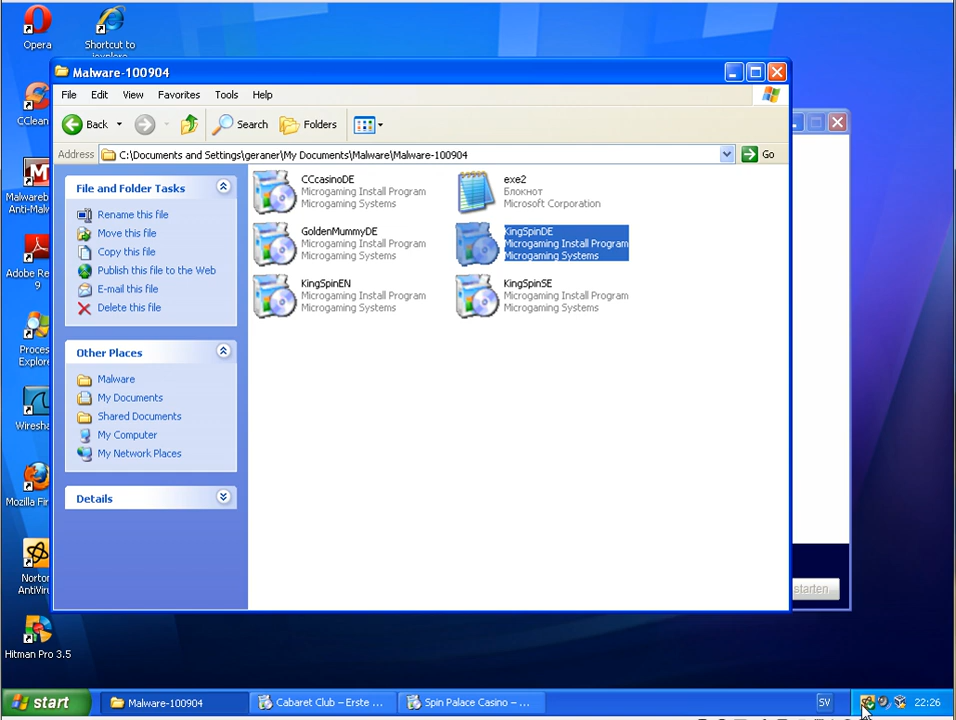 Opera
Shortcut to
Malware-100904
File Edit View Favorites Tools Help
Back Search Folders
Address C:\Documents and Settings\geraner\My Documents\Malware\Malware-100904 Go
CClean
Malwareb
Anti-Malw
Adobe Re
9
Proces
Explore
Wiresha
Mozilla Fir
Norton
AntiViru
Hitman Pro 3.5
File and Folder Tasks
Rename this file
Move this file
Copy this file
Publish this file to the Web
E-mail this file
Delete this file
Other Places
Malware
My Documents
Shared Documents
My Computer
My Network Places
Details
CCcasinoDE
Microgaming Install Program
Microgaming Systems
exe2
Блокнот
Microsoft Corporation
GoldenMummyDE
Microgaming Install Program
Microgaming Systems
KingSpinDE
Microgaming Install Program
Microgaming Systems
KingSpinEN
Microgaming Install Program
Microgaming Systems
KingSpinSE
Microgaming Install Program
Microgaming Systems
starten
start Malware-100904 Cabaret Club – Erste ... Spin Palace Casino – ... SV 22:26